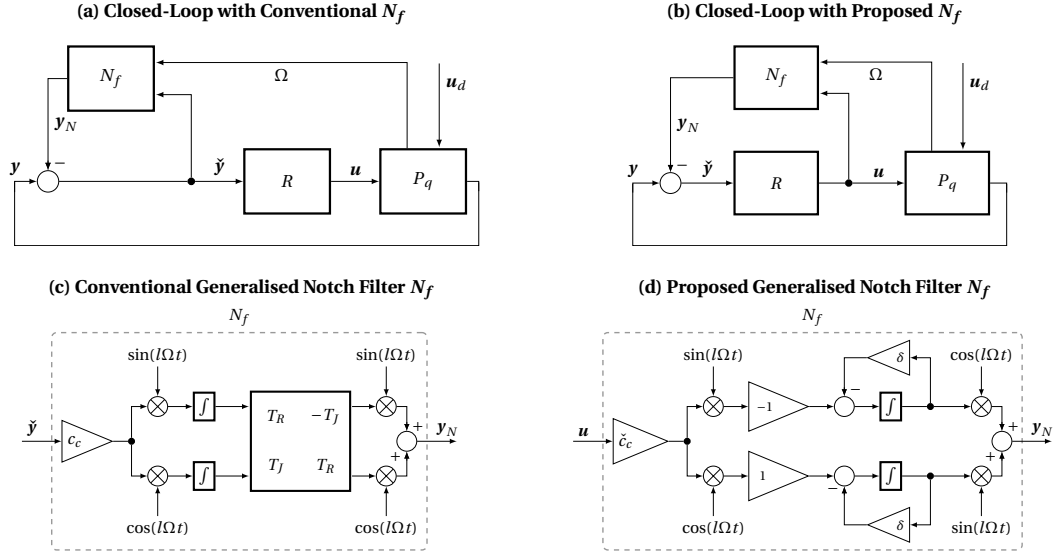 (a) Closed-Loop with Conventional N_f
N_f
Ω
u_d
y_N
y
−
y̌
R
u
P_q
(b) Closed-Loop with Proposed N_f
N_f
Ω
u_d
y_N
y
−
y̌
R
u
P_q
(c) Conventional Generalised Notch Filter N_f
N_f
sin(lΩt)
sin(lΩt)
∫
T_R −T_J
y̌
c_c
+
y_N
+
∫
T_J T_R
cos(lΩt)
cos(lΩt)
(d) Proposed Generalised Notch Filter N_f
N_f
sin(lΩt)
δ
cos(lΩt)
−
-1
∫
u
č_c
+
y_N
+
1
−
∫
δ
cos(lΩt)
sin(lΩt)